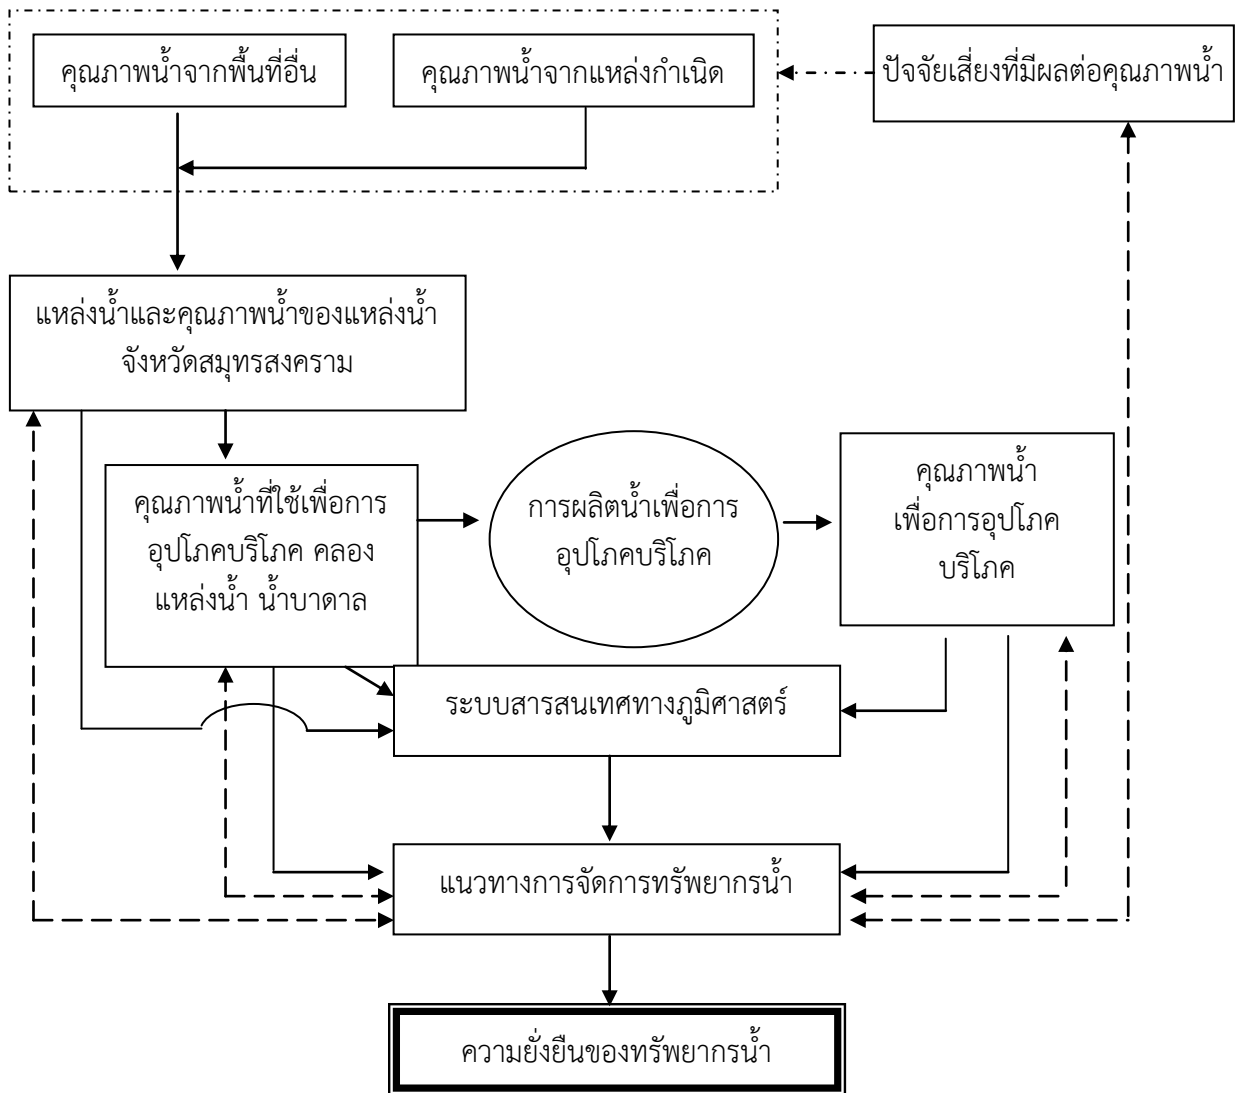 คุณภาพน้ำจากพื้นที่อื่น
คุณภาพน้ำจากแหล่งกำเนิด
ปัจจัยเสี่ยงที่มีผลต่อคุณภาพน้ำ
แหล่งน้ำและคุณภาพน้ำของแหล่งน้ำ
จังหวัดสมุทรสงคราม
คุณภาพน้ำที่ใช้เพื่อการ
อุปโภคบริโภค คลอง
แหล่งน้ำ น้ำบาดาล
การผลิตน้ำเพื่อการ
อุปโภคบริโภค
คุณภาพน้ำ
เพื่อการอุปโภค
บริโภค
ระบบสารสนเทศทางภูมิศาสตร์
แนวทางการจัดการทรัพยากรน้ำ
ความยั่งยืนของทรัพยากรน้ำ